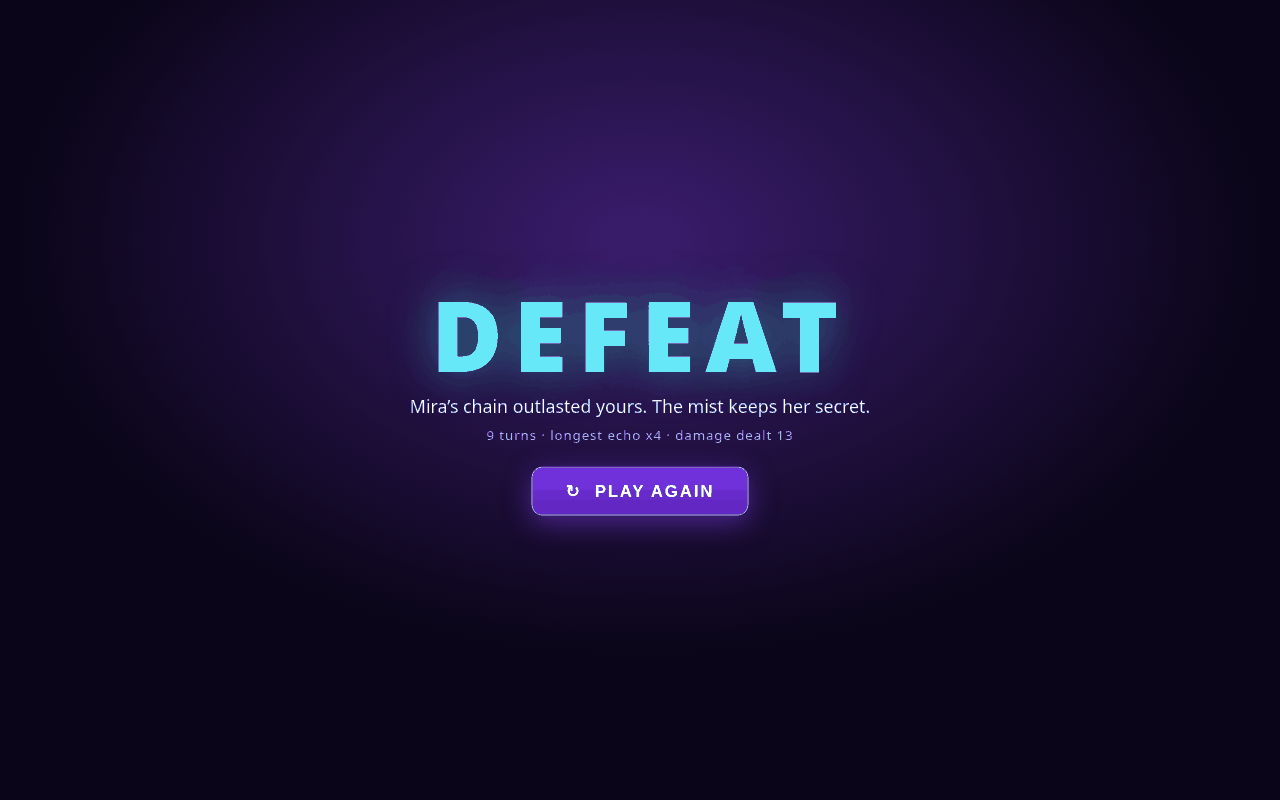 DEFEAT
Mira’s chain outlasted yours. The mist keeps her secret.
9 turns · longest echo x4 · damage dealt 13
↻ PLAY AGAIN